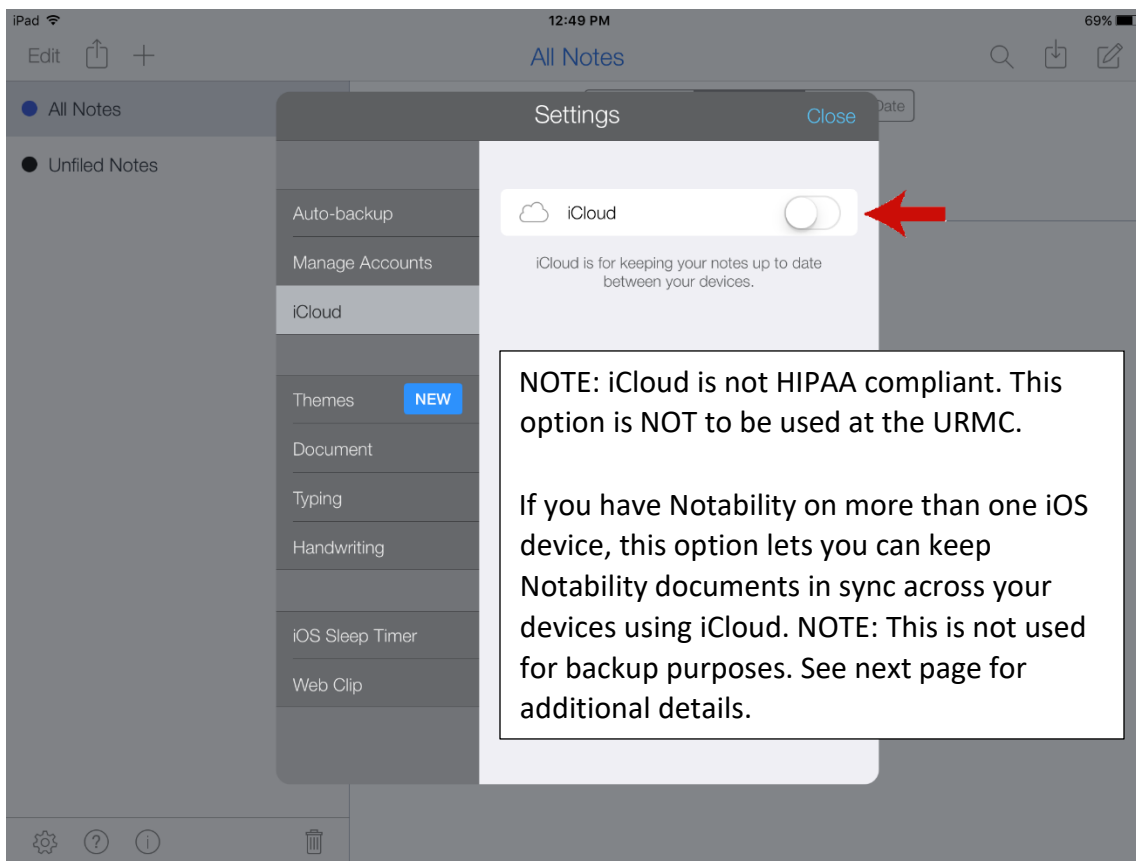 iPad 12:49 PM 69%
Edit All Notes
All Notes
Unfiled Notes
Date
Settings Close
Auto-backup
Manage Accounts
iCloud
Themes NEW
Document
Typing
Handwriting
iOS Sleep Timer
Web Clip
iCloud
iCloud is for keeping your notes up to date
between your devices.
NOTE: iCloud is not HIPAA compliant. This
option is NOT to be used at the URMC.
If you have Notability on more than one iOS
device, this option lets you can keep
Notability documents in sync across your
devices using iCloud. NOTE: This is not used
for backup purposes. See next page for
additional details.